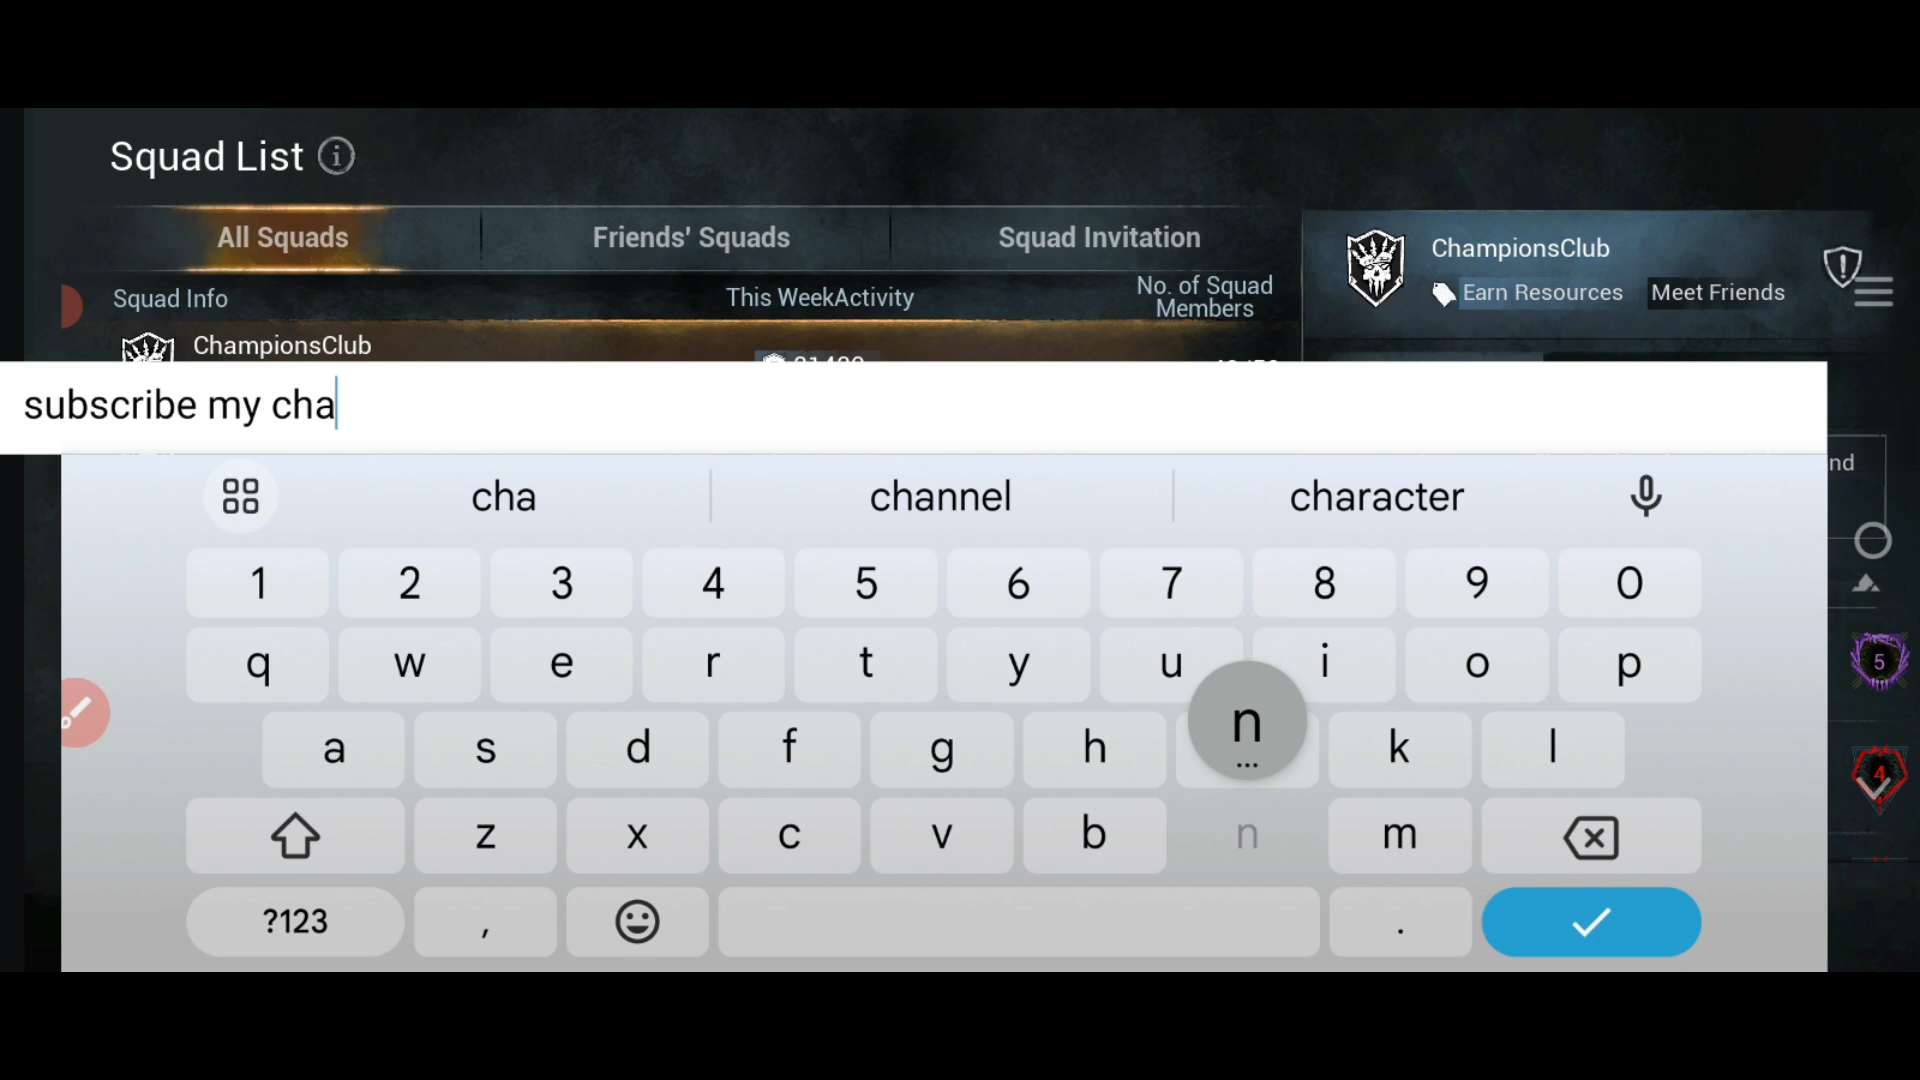 Squad List
All Squads
Friends' Squads
Squad Invitation
ChampionsClub
Earn Resources
Meet Friends
Squad Info
This WeekActivity
No. of Squad
Members
ChampionsClub
subscribe my cha
nd
cha
channel
character
1 2 3 4 5 6 7 8 9 0
q w e r t y u i o p
5
n
a s d f g h k l
4
z x c v b n m
?123 , .